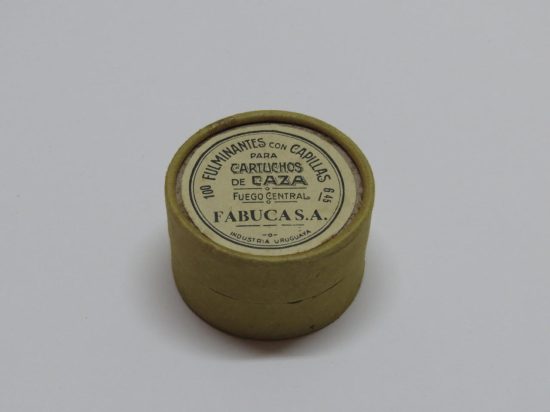 100 FULMINANTES CON CAPILLAS 6.45
PARA
CARTUCHOS
DE CAZA
FUEGO CENTRAL
FABUCA S.A.
INDUSTRIA URUGUAYA